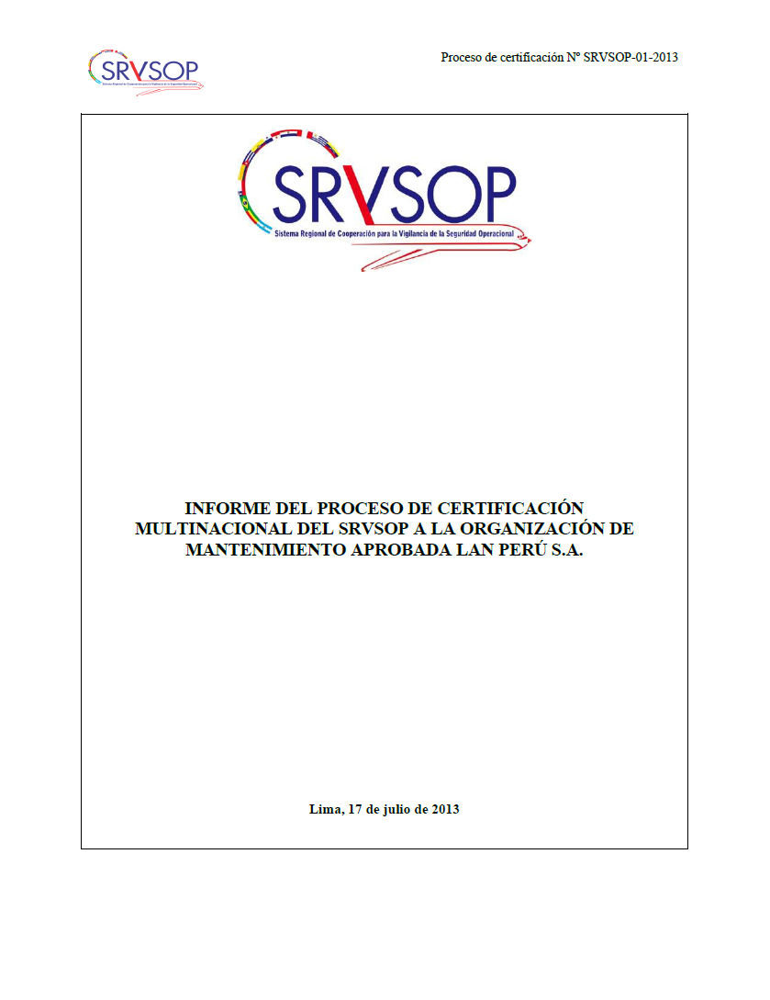 SRVSOP
Sistema Regional de Cooperación para la Vigilancia de la Seguridad Operacional
Proceso de certificación Nº SRVSOP-01-2013
SRVSOP
Sistema Regional de Cooperación para la Vigilancia de la Seguridad Operacional
INFORME DEL PROCESO DE CERTIFICACIÓN
MULTINACIONAL DEL SRVSOP A LA ORGANIZACIÓN DE
MANTENIMIENTO APROBADA LAN PERÚ S.A.
Lima, 17 de julio de 2013